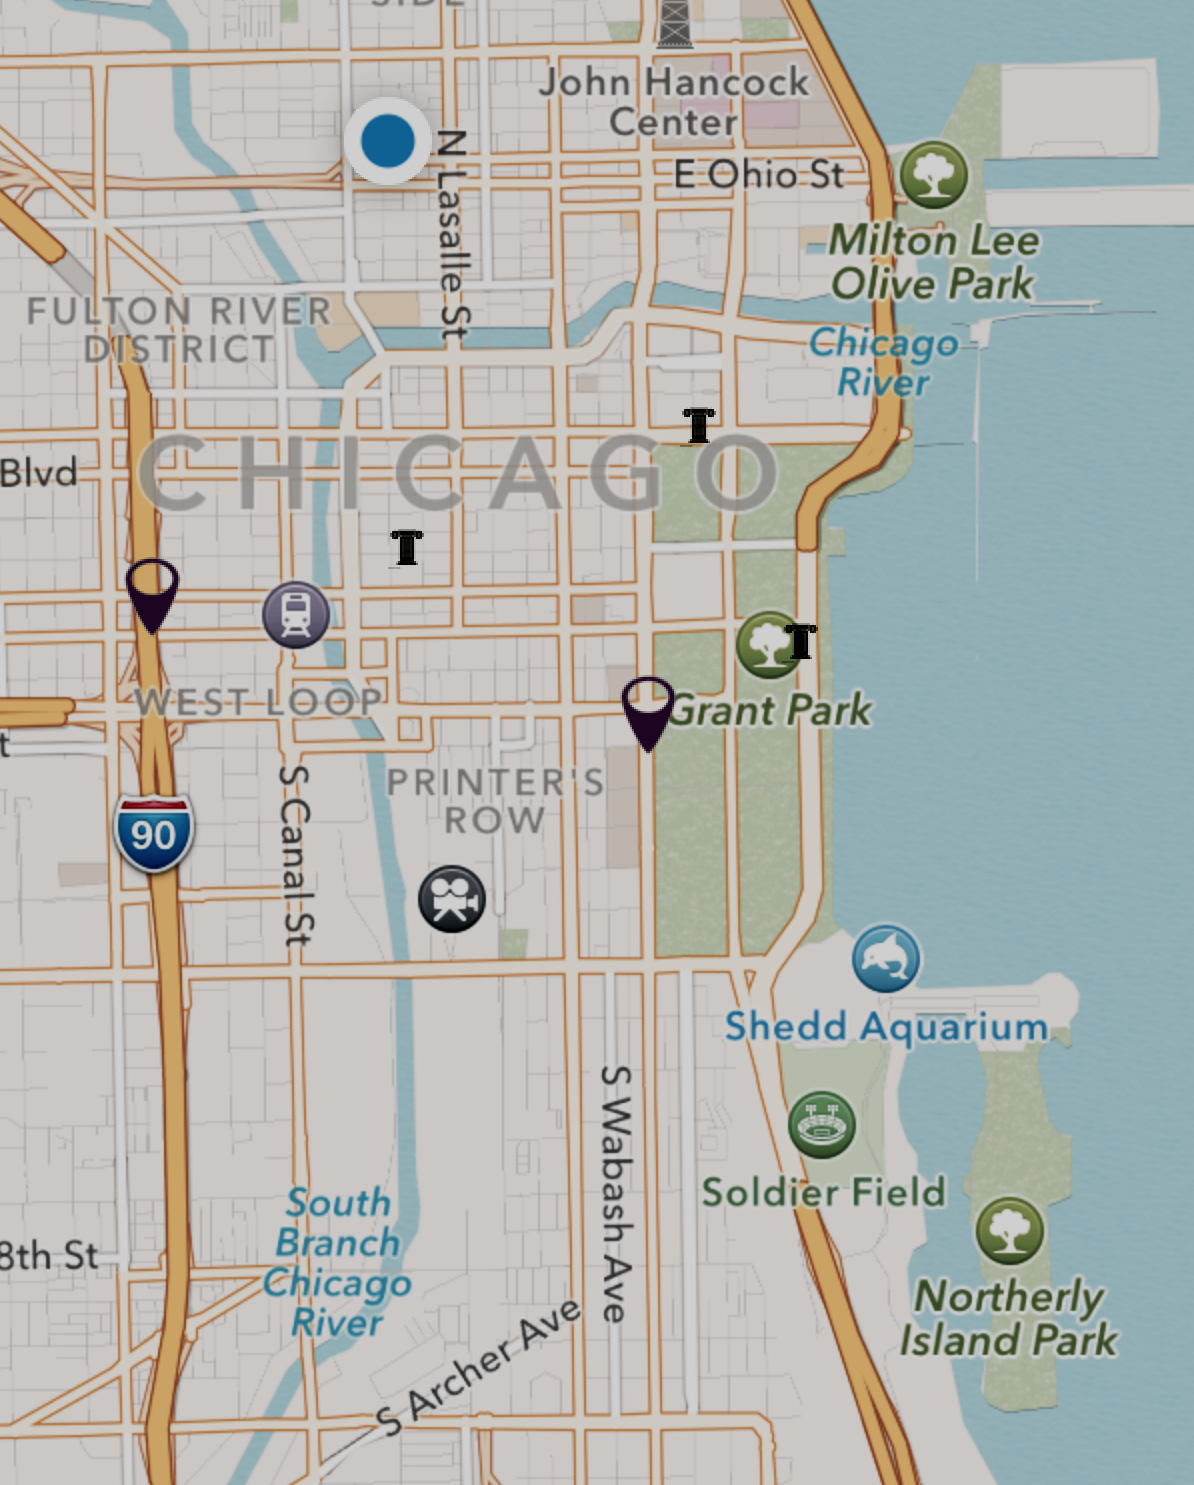 SIDE
John Hancock
Center
N Lasalle St
E Ohio St
Milton Lee
Olive Park
FULTON RIVER
DISTRICT
Chicago
River
CHICAGO
Blvd
Grant Park
WEST LOOP
t
PRINTER'S
ROW
S Canal St
90
Shedd Aquarium
S Wabash Ave
Soldier Field
South
Branch
Chicago
River
8th St
Northerly
Island Park
S Archer Ave